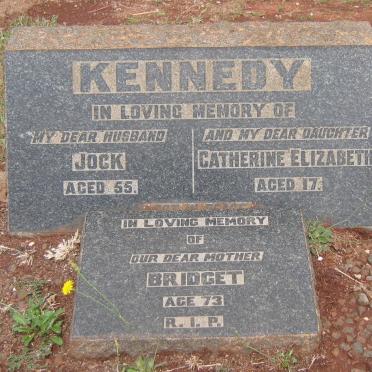 KENNEDY
IN LOVING MEMORY OF
MY DEAR HUSBAND AND MY DEAR DAUGHTER
JOCK CATHERINE ELIZABETH
AGED 55. AGED 17.
IN LOVING MEMORY
OF
OUR DEAR MOTHER
BRIDGET
AGE 73
R.I.P.